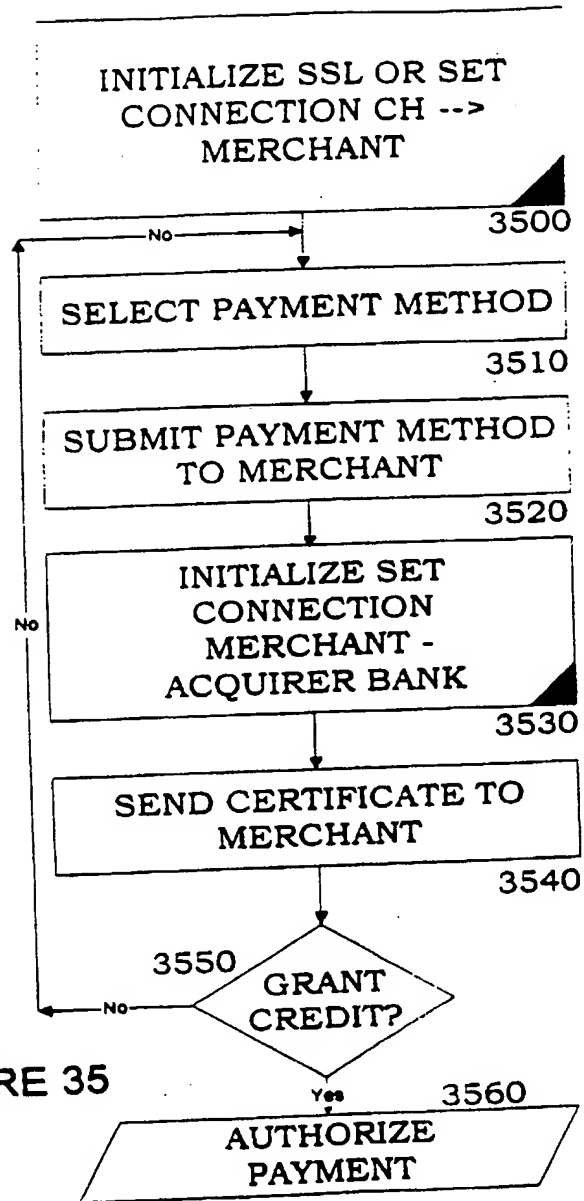 INITIALIZE SSL OR SET
CONNECTION CH -->
MERCHANT
3500
No
SELECT PAYMENT METHOD
3510
SUBMIT PAYMENT METHOD
TO MERCHANT
3520
No
INITIALIZE SET
CONNECTION
MERCHANT -
ACQUIRER BANK
3530
SEND CERTIFICATE TO
MERCHANT
3540
3550
GRANT
CREDIT?
No
RE 35
Yes
3560
AUTHORIZE
PAYMENT